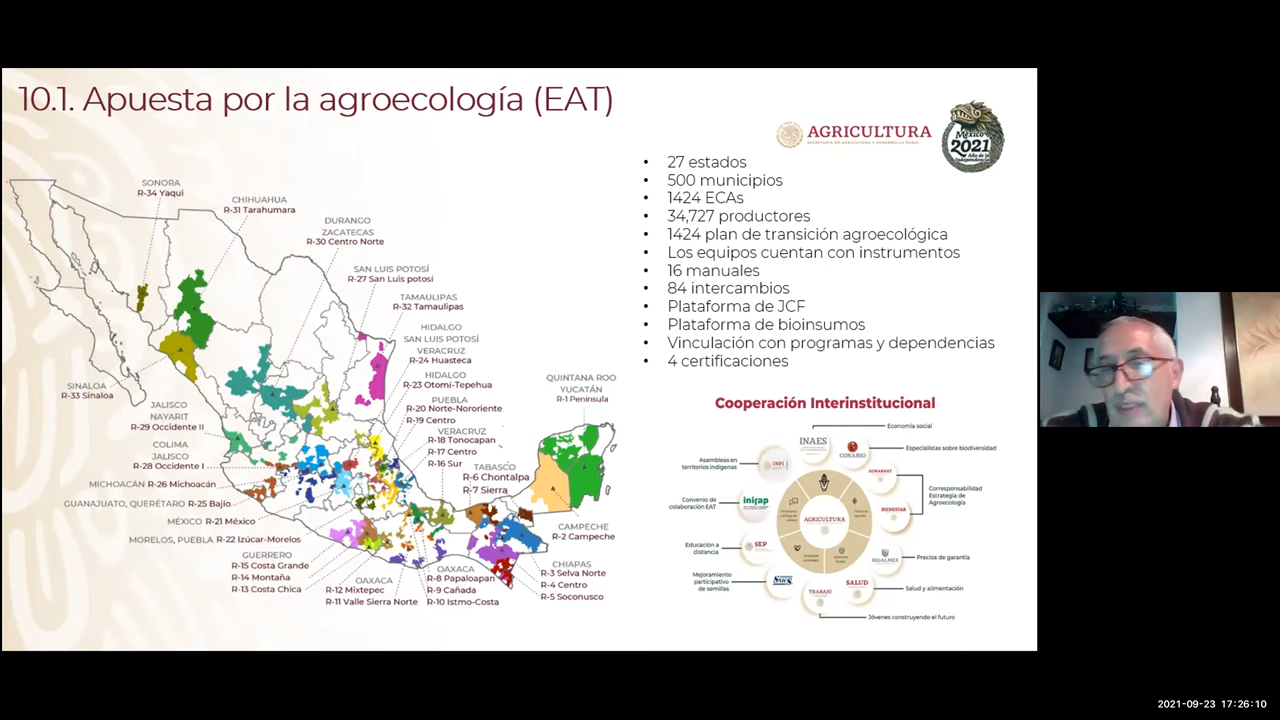 10.1. Apuesta por la agroecología (EAT)
AGRICULTURA
SECRETARÍA DE AGRICULTURA Y DESARROLLO RURAL
México
2021
Año de la
Independencia
• 27 estados
• 500 municipios
• 1424 ECAs
• 34,727 productores
• 1424 plan de transición agroecológica
• Los equipos cuentan con instrumentos
• 16 manuales
• 84 intercambios
• Plataforma de JCF
• Plataforma de bioinsumos
• Vinculación con programas y dependencias
• 4 certificaciones
SONORA
R-34 Yaqui
CHIHUAHUA
R-31 Tarahumara
DURANGO
ZACATECAS
R-30 Centro Norte
SAN LUIS POTOSÍ
R-27 San Luis potosí
TAMAULIPAS
R-32 Tamaulipas
HIDALGO
SAN LUIS POTOSÍ
VERACRUZ
R-24 Huasteca
HIDALGO
R-23 Otomí-Tepehua
PUEBLA
R-20 Norte-Nororiente
R-19 Centro
VERACRUZ
R-18 Tonocapan
R-17 Centro
R-16 Sur
TABASCO
R-6 Chontalpa
R-7 Sierra
QUINTANA ROO
YUCATÁN
R-1 Península
CAMPECHE
R-2 Campeche
CHIAPAS
R-3 Selva Norte
R-4 Centro
R-5 Soconusco
SINALOA
R-33 Sinaloa
JALISCO
NAYARIT
R-29 Occidente II
COLIMA
JALISCO
R-28 Occidente I
MICHOACÁN R-26 Michoacán
GUANAJUATO, QUERÉTARO R-25 Bajío
MÉXICO R-21 México
MORELOS, PUEBLA R-22 Izúcar-Morelos
GUERRERO
R-15 Costa Grande
R-14 Montaña
R-13 Costa Chica
OAXACA
R-12 Mixtepec
R-11 Valle Sierra Norte
OAXACA
R-8 Papaloapan
R-9 Cañada
R-10 Istmo-Costa
Cooperación Interinstitucional
Economía social
INAES
CONABIO
Especialistas sobre biodiversidad
Asambleas en
territorios indígenas
INPI
SEMARNAT
Corresponsabilidad
Estrategia de
Agroecología
Convenio de
colaboración EAT
inifap
BIENESTAR
AGRICULTURA
Educación a
distancia
SEP
SEGALMEX
Precios de garantía
Mejoramiento
participativo
de semillas
SNICS
SALUD
Salud y alimentación
TRABAJO
Jóvenes construyendo el futuro
2021-09-23 17:26:10